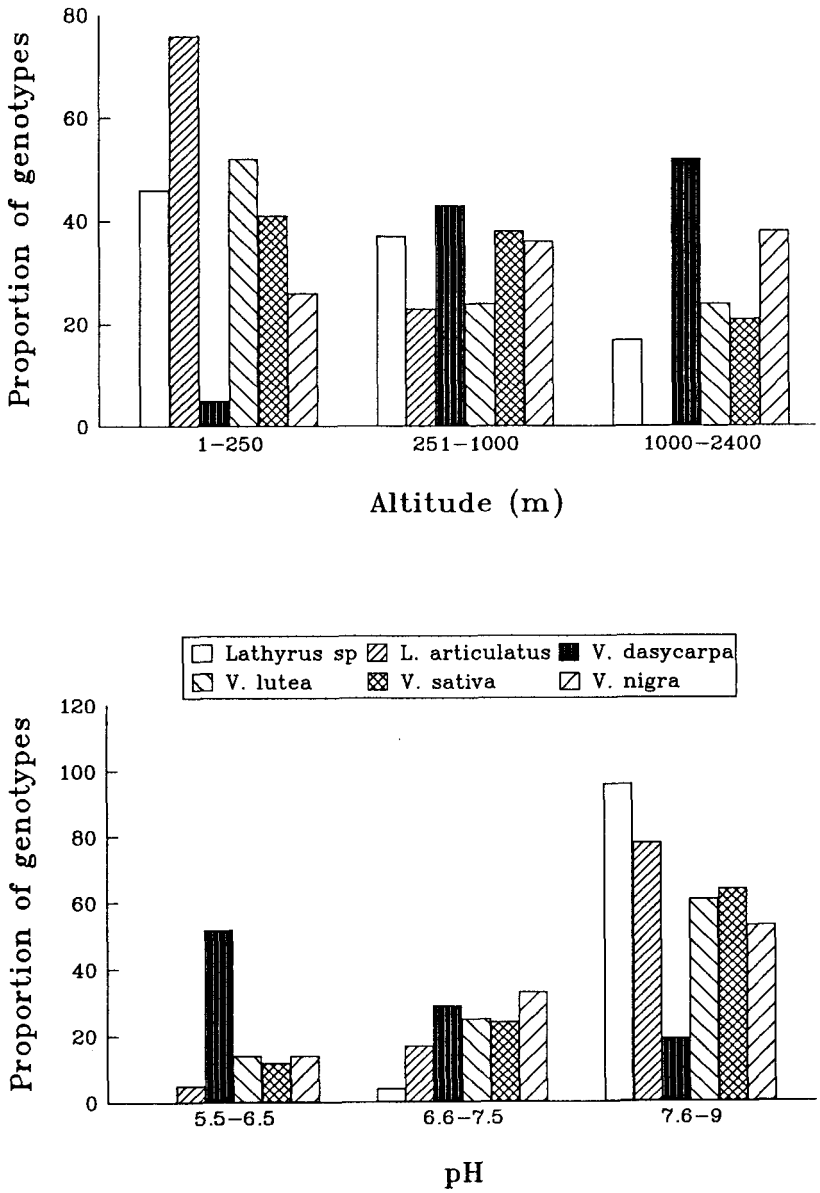 80
60
40
20
0
Proportion of genotypes
1-250 251-1000 1000-2400
Altitude (m)
Lathyrus sp L. articulatus V. dasycarpa
V. lutea V. sativa V. nigra
120
100
80
60
40
20
0
Proportion of genotypes
5.5-6.5 6.6-7.5 7.6-9
pH